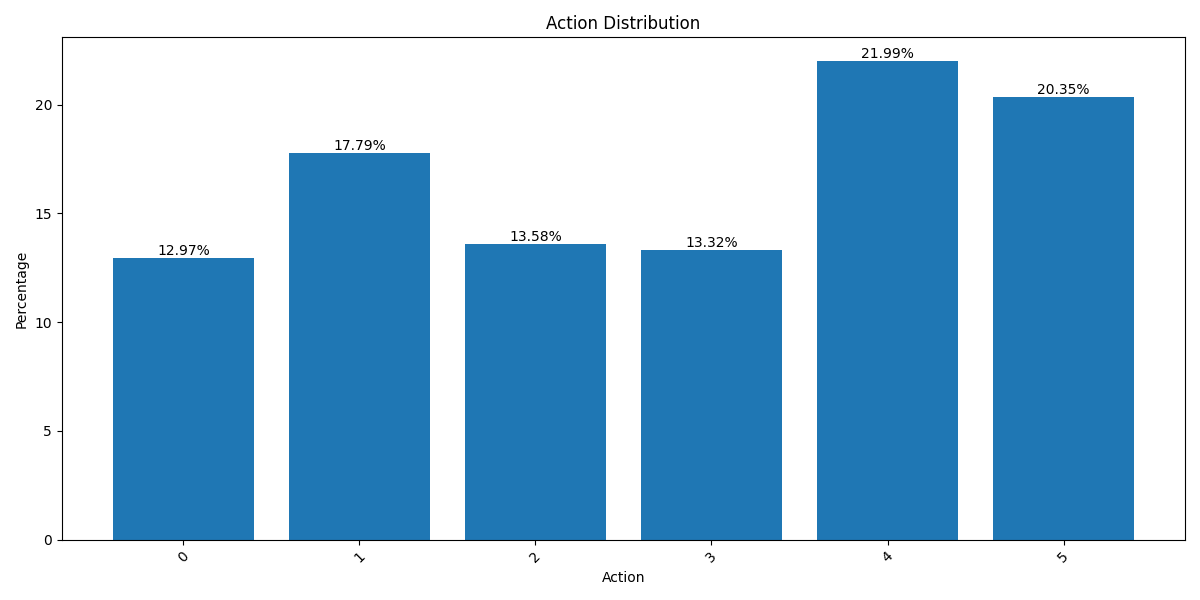 Action Distribution
21.99%
20.35%
17.79%
13.58%
13.32%
12.97%
20
15
10
5
0
Percentage
0 1 2 3 4 5
Action